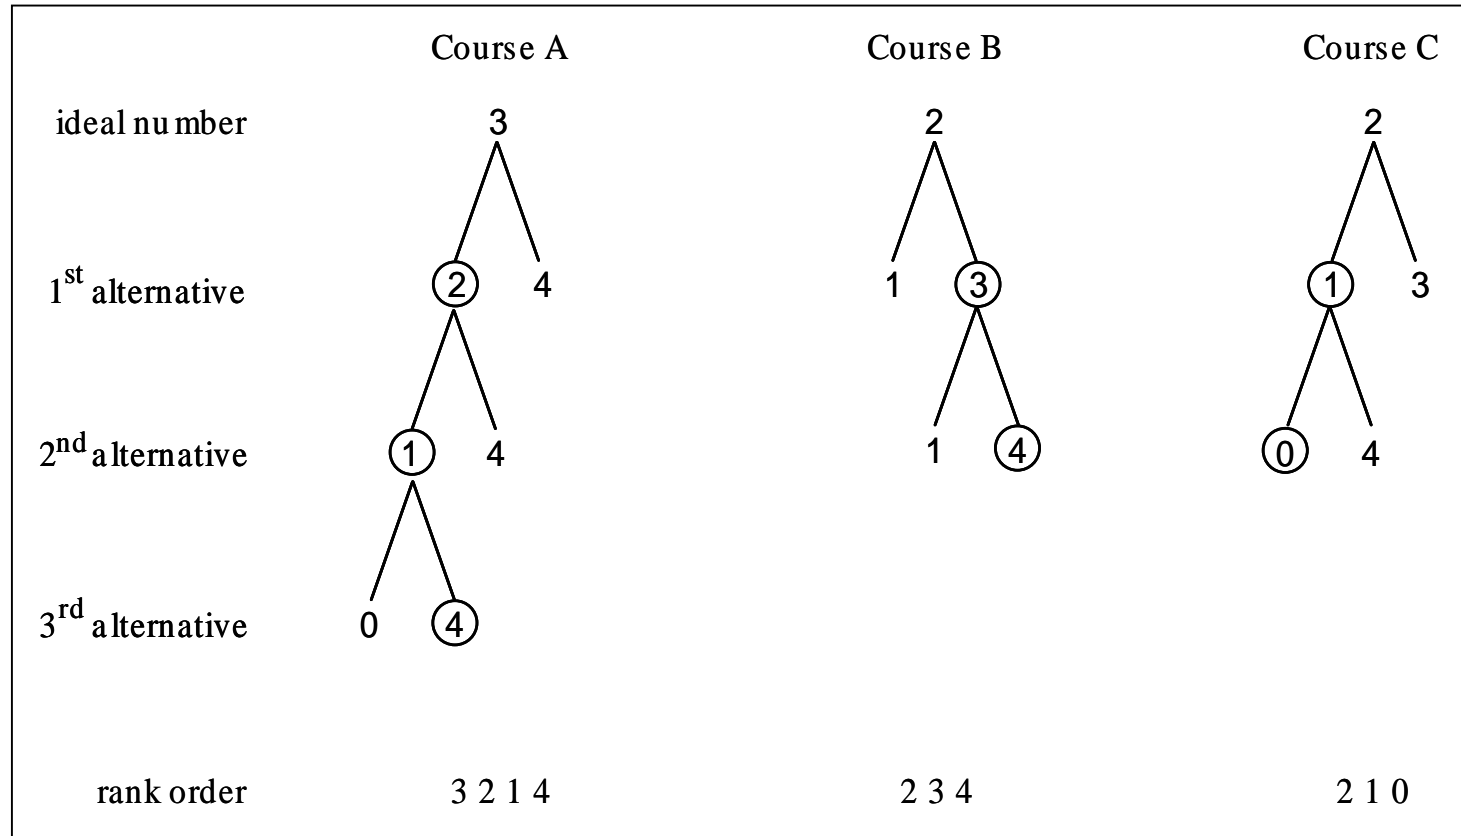 Course A Course B Course C
ideal number 3 2 2
1st alternative 2 4 1 3 1 3
2nd alternative 1 4 1 4 0 4
3rd alternative 0 4
rank order 3 2 1 4 2 3 4 2 1 0